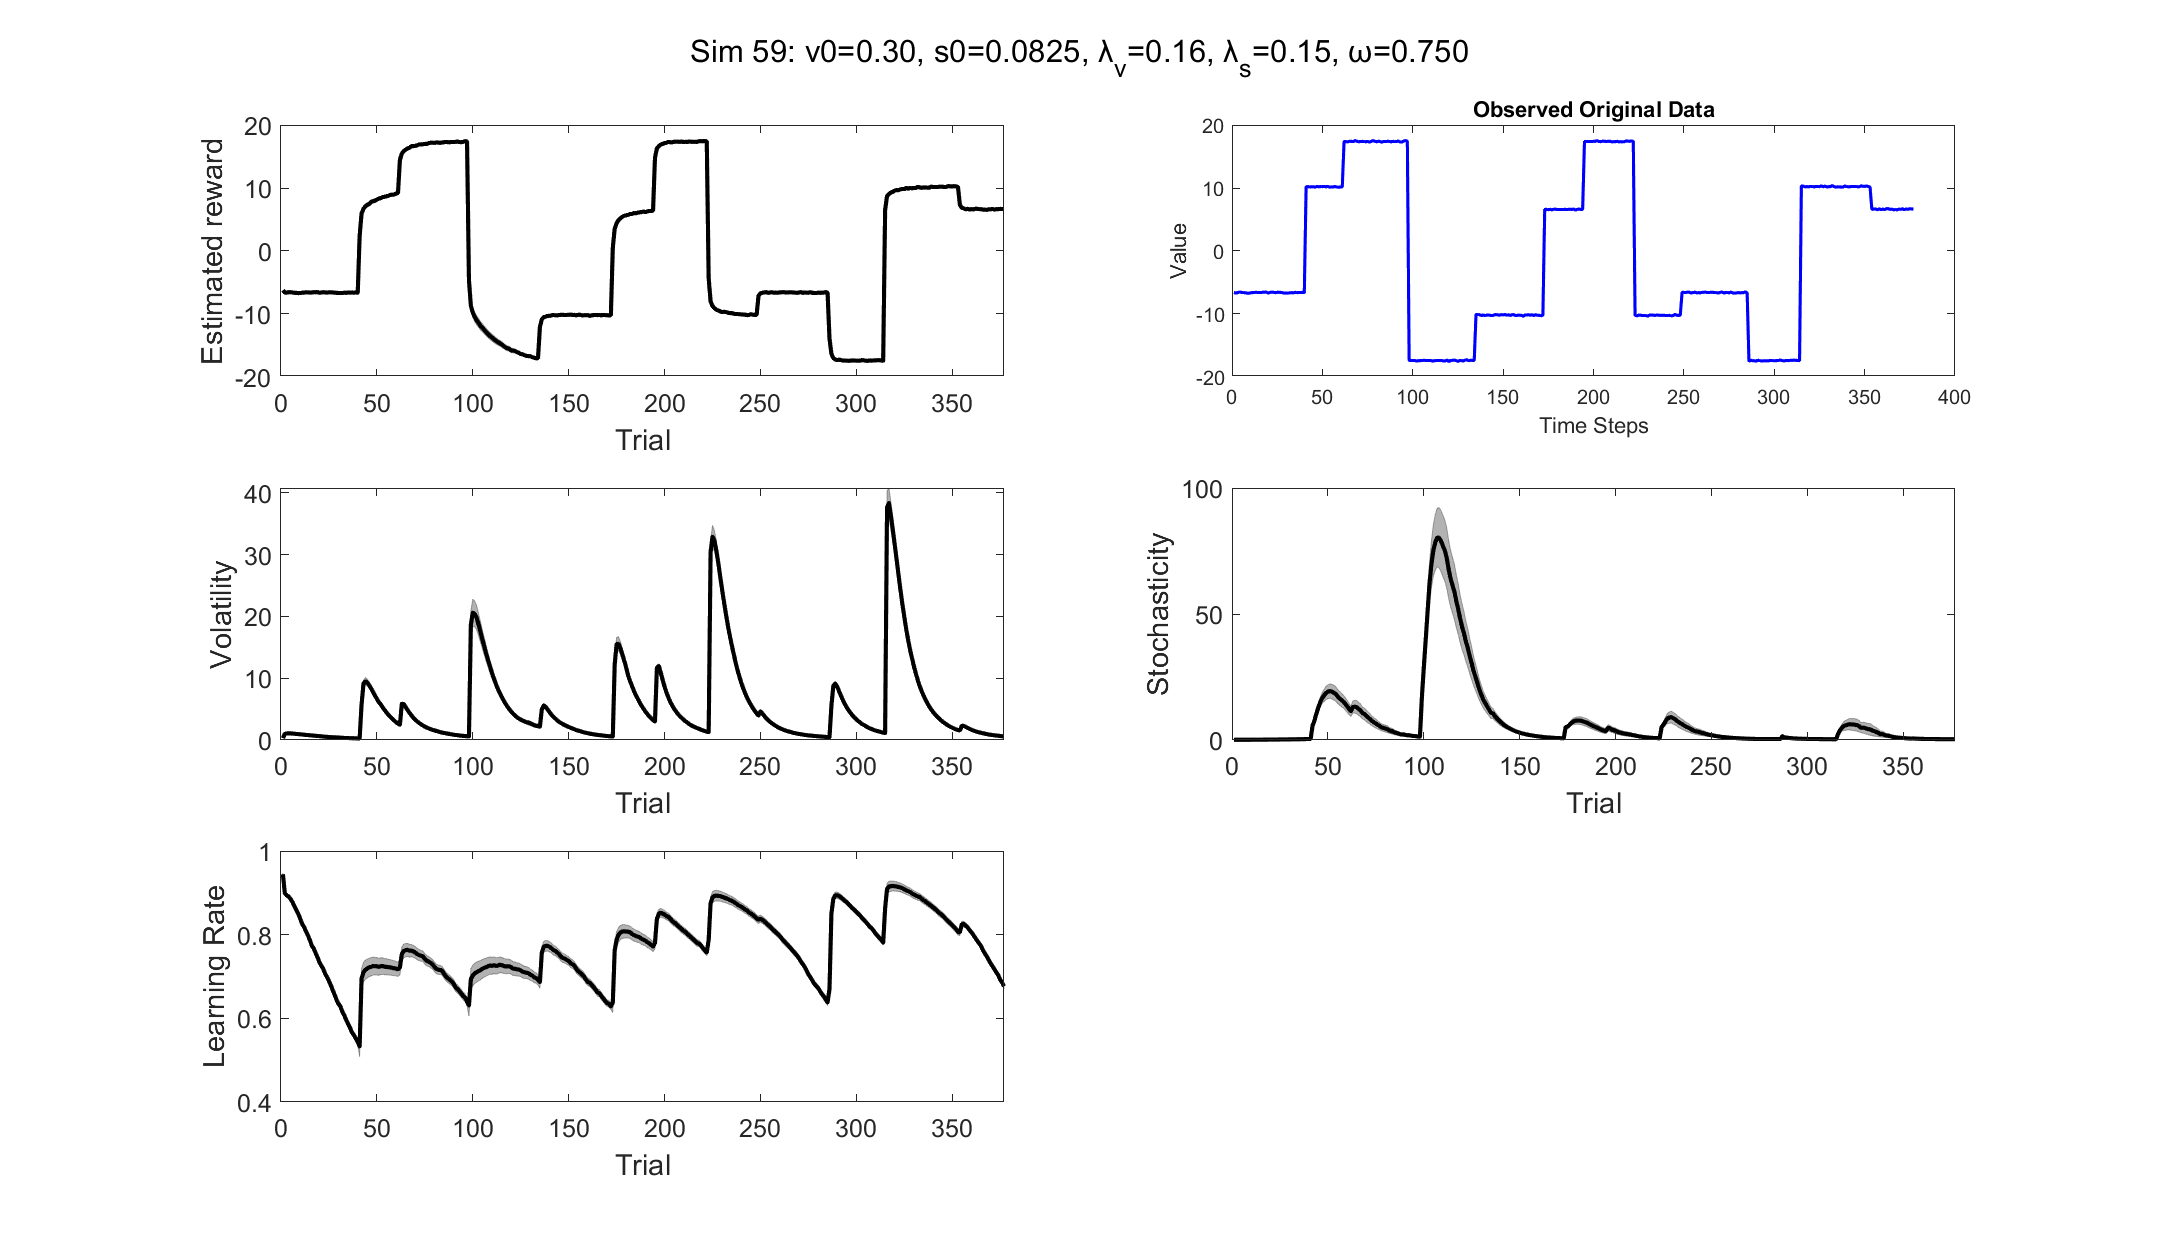 Sim 59: v0=0.30, s0=0.0825, λv=0.16, λs=0.15, ω=0.750
20
10
0
-10
-20
Estimated reward
0 50 100 150 200 250 300 350
Trial
Observed Original Data
20
10
0
-10
-20
Value
0 50 100 150 200 250 300 350 400
Time Steps
40
30
20
10
0
Volatility
0 50 100 150 200 250 300 350
Trial
100
50
0
Stochasticity
0 50 100 150 200 250 300 350
Trial
1
0.8
0.6
0.4
Learning Rate
0 50 100 150 200 250 300 350
Trial